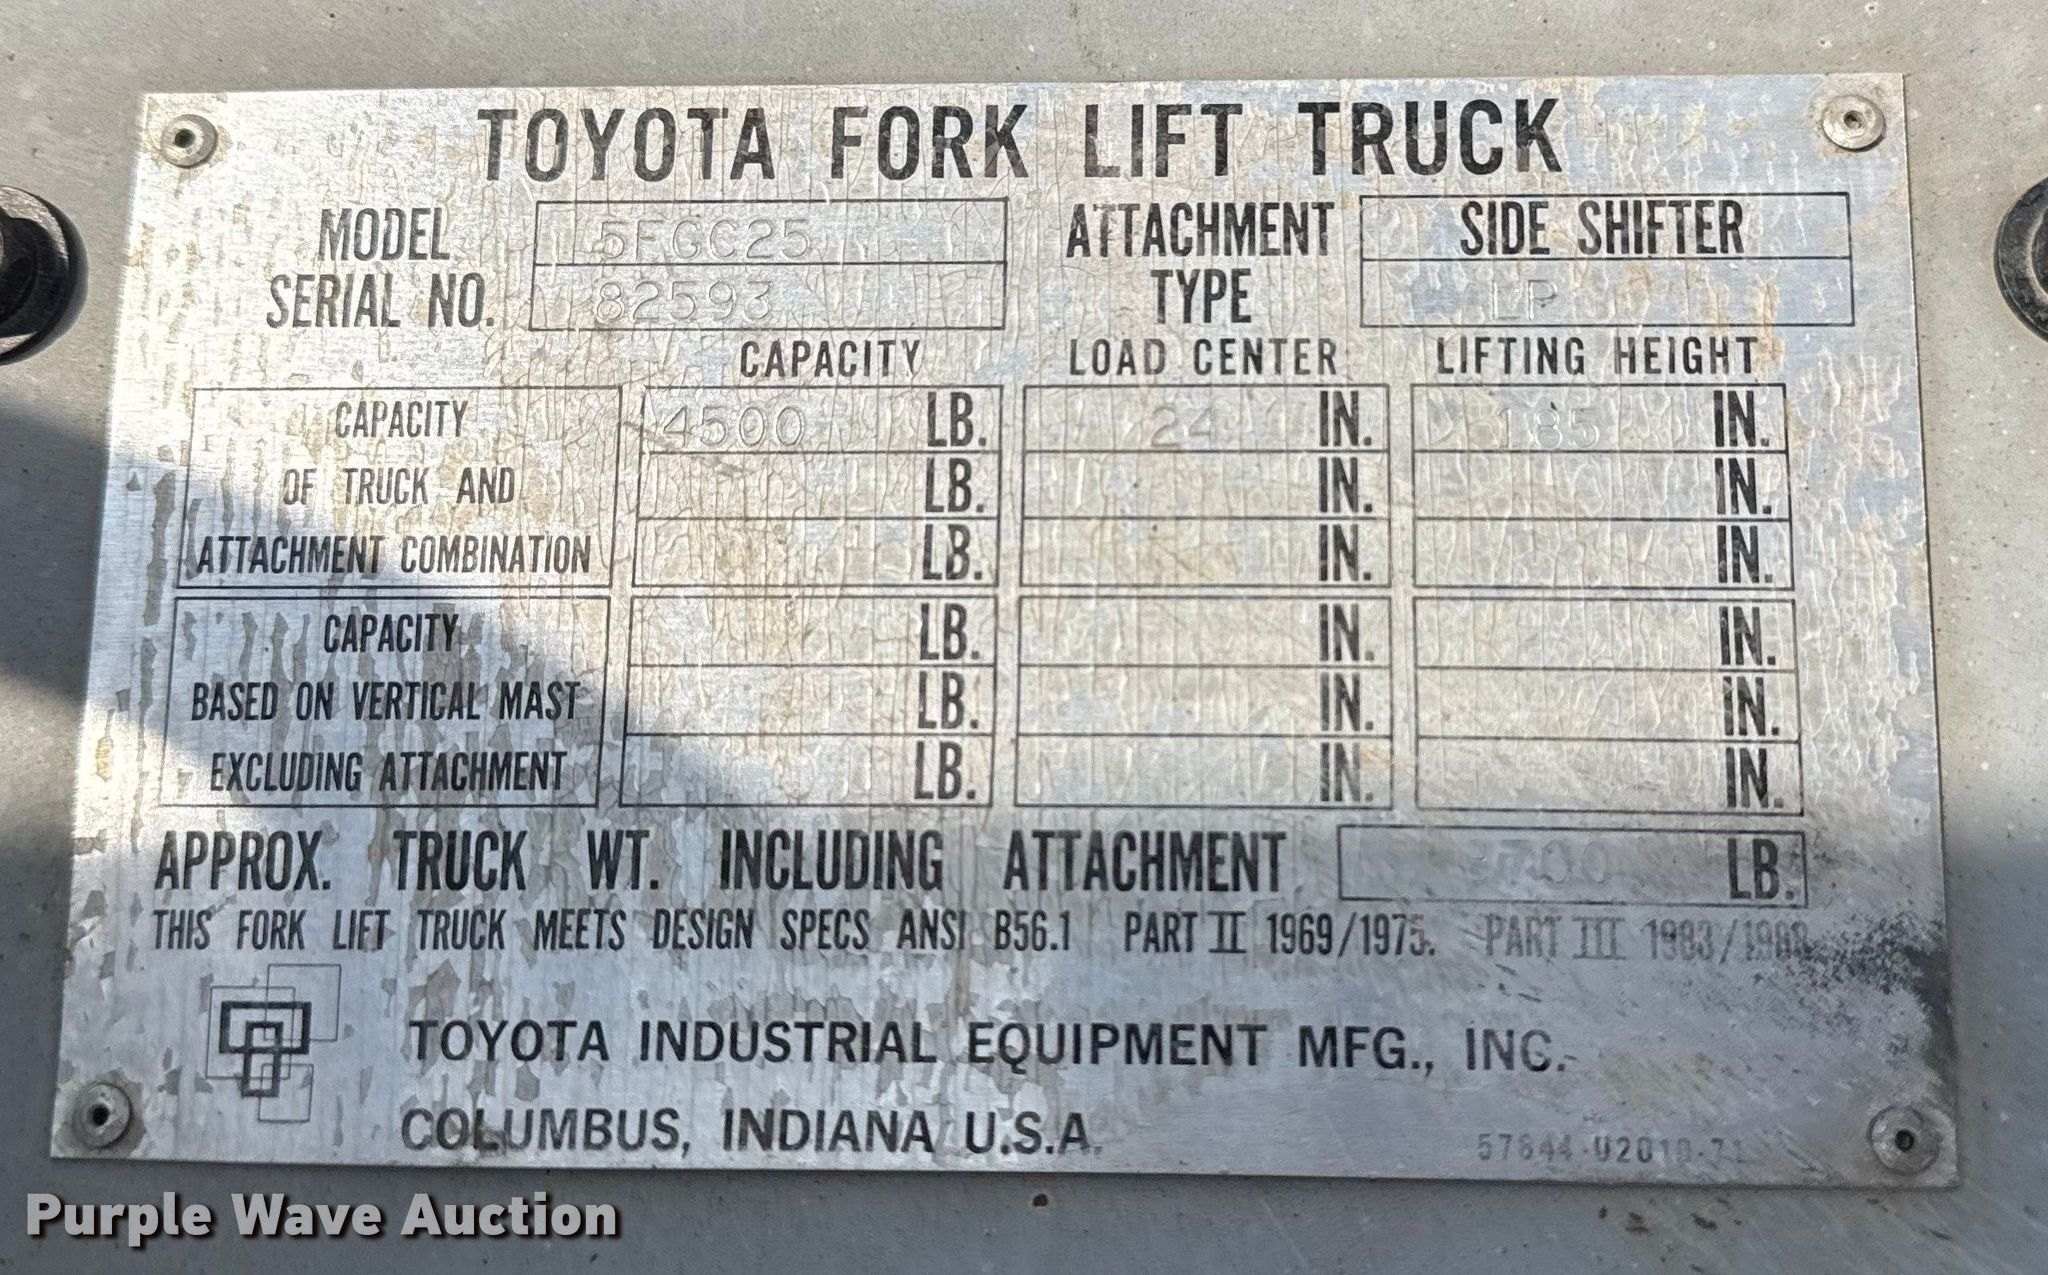 TOYOTA FORK LIFT TRUCK
MODEL 5FGC25 ATTACHMENT SIDE SHIFTER
SERIAL NO. 82593 TYPE LP
CAPACITY LOAD CENTER LIFTING HEIGHT
CAPACITY 4500 LB. 24 IN. 185 IN.
OF TRUCK AND LB. IN. IN.
ATTACHMENT COMBINATION LB. IN. IN.
CAPACITY LB. IN. IN.
BASED ON VERTICAL MAST LB. IN. IN.
EXCLUDING ATTACHMENT LB. IN. IN.
APPROX. TRUCK WT. INCLUDING ATTACHMENT LB.
THIS FORK LIFT TRUCK MEETS DESIGN SPECS ANSI B56.1 PART II 1969/1975. PART III 1983/1988
TOYOTA INDUSTRIAL EQUIPMENT MFG., INC.
COLUMBUS, INDIANA U.S.A.
Purple Wave Auction